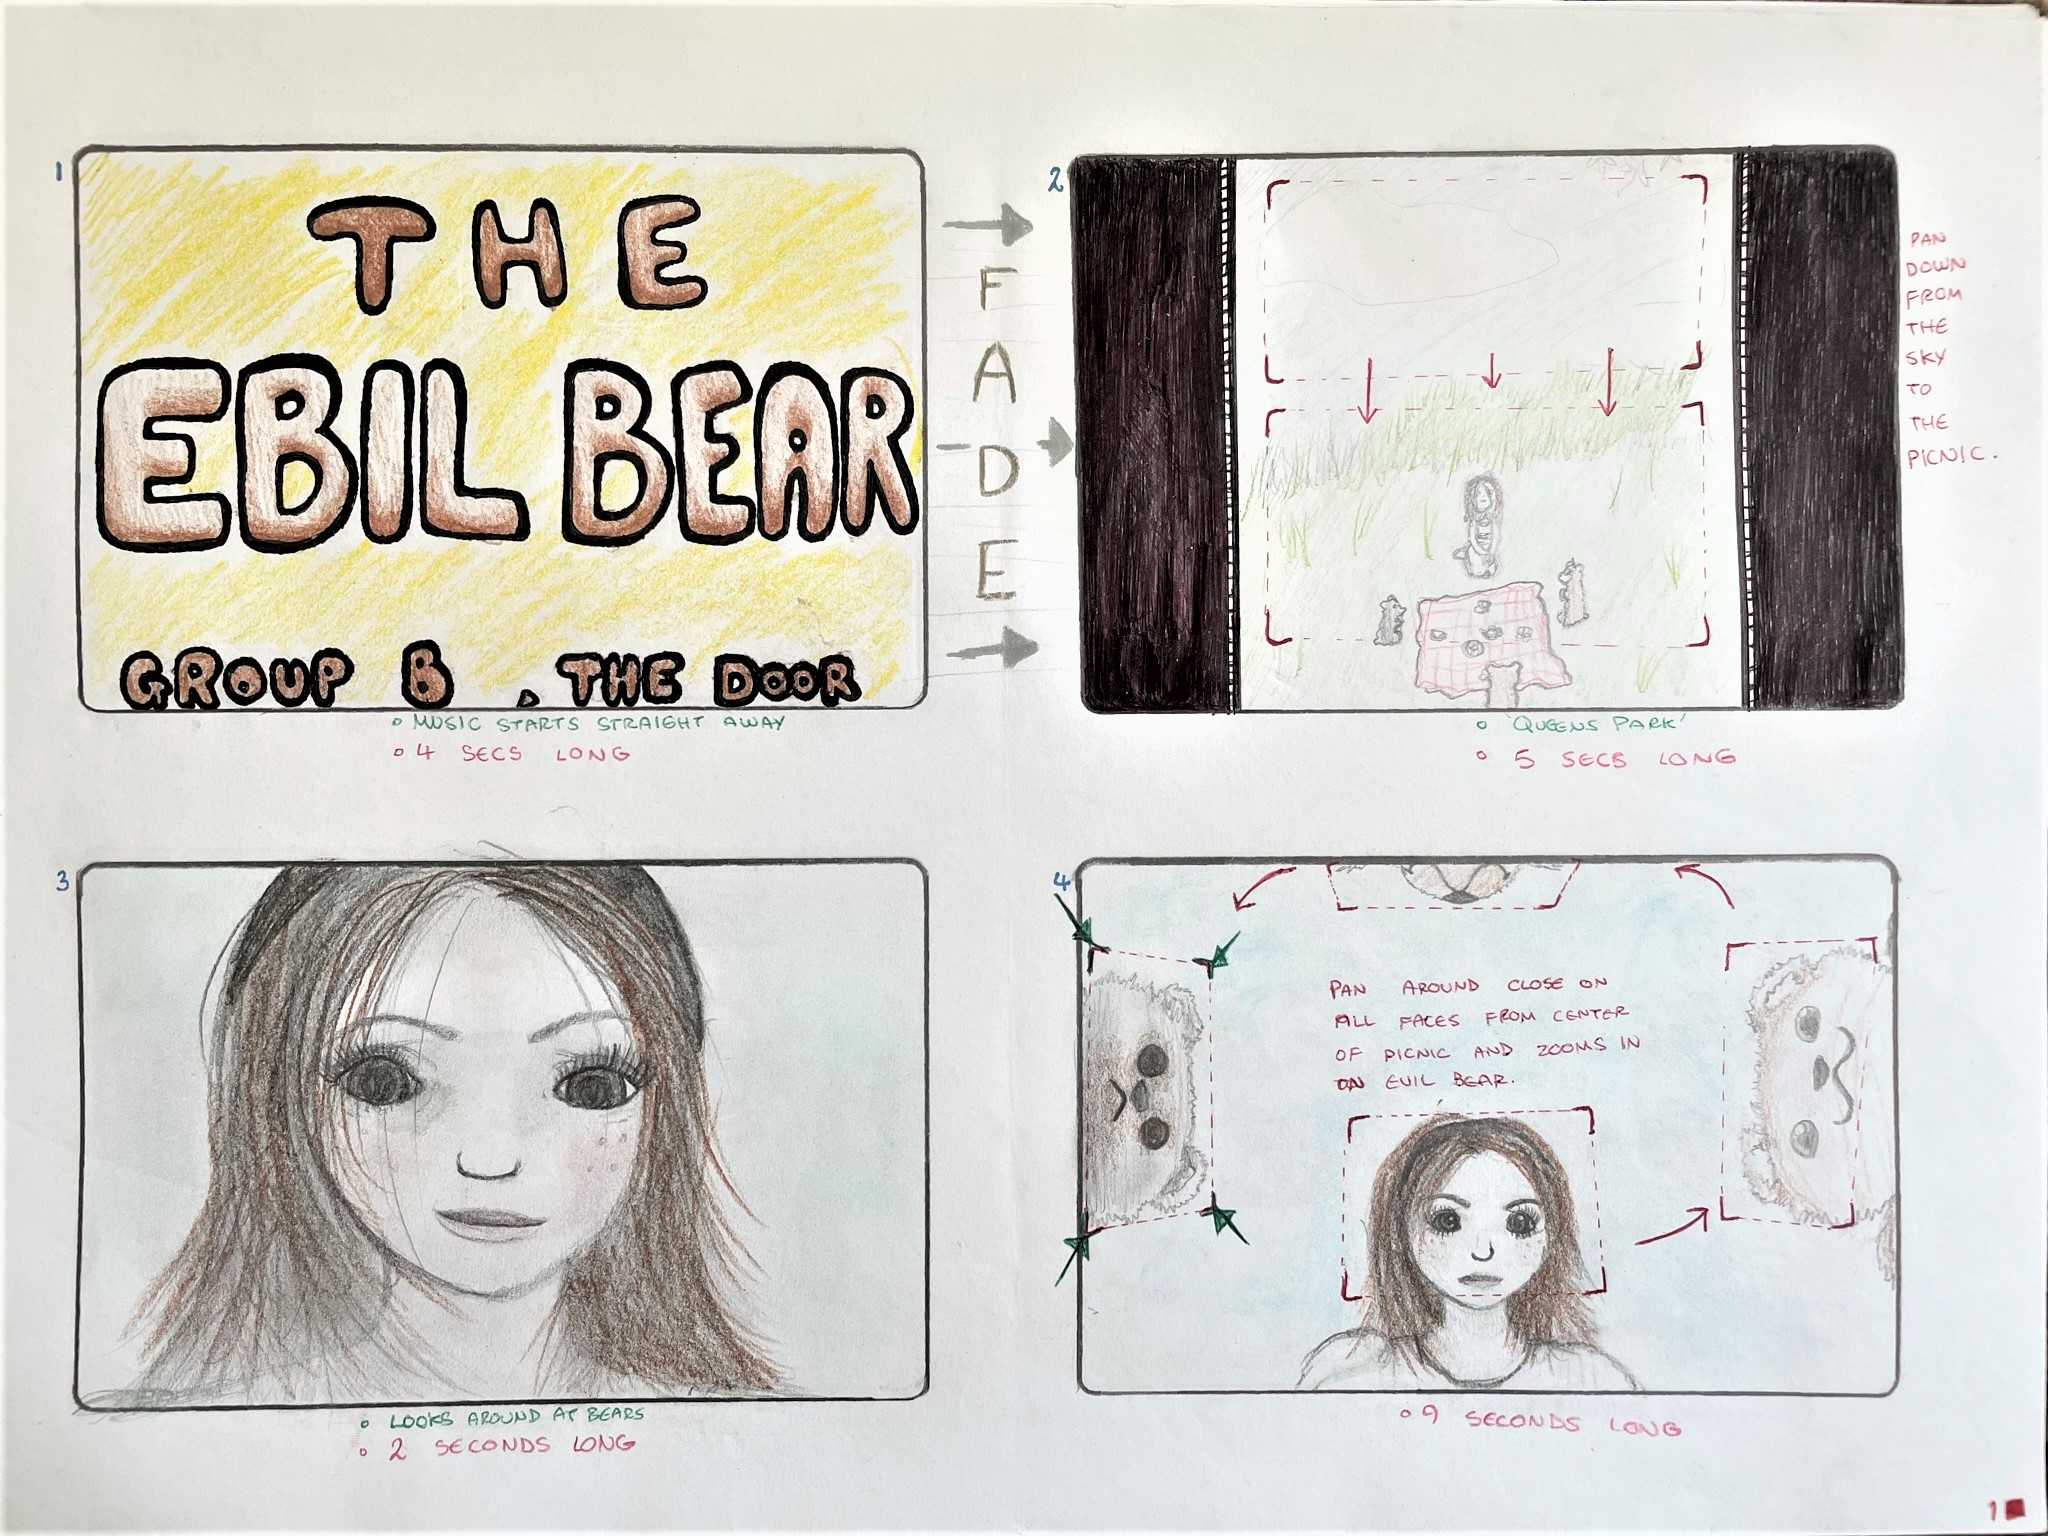 1
THE
EBIL BEAR
GROUP B , THE DOOR
° MUSIC STARTS STRAIGHT AWAY
° 4 SECS LONG
FADE
2
PAN
DOWN
FROM
THE
SKY
TO
THE
PICNIC.
° 'QUEENS PARK'
° 5 SECS LONG
3
° LOOKS AROUND AT BEARS
° 2 SECONDS LONG
4
PAN AROUND CLOSE ON
ALL FACES FROM CENTER
OF PICNIC AND ZOOMS IN
ON EVIL BEAR.
° 9 SECONDS LONG
1